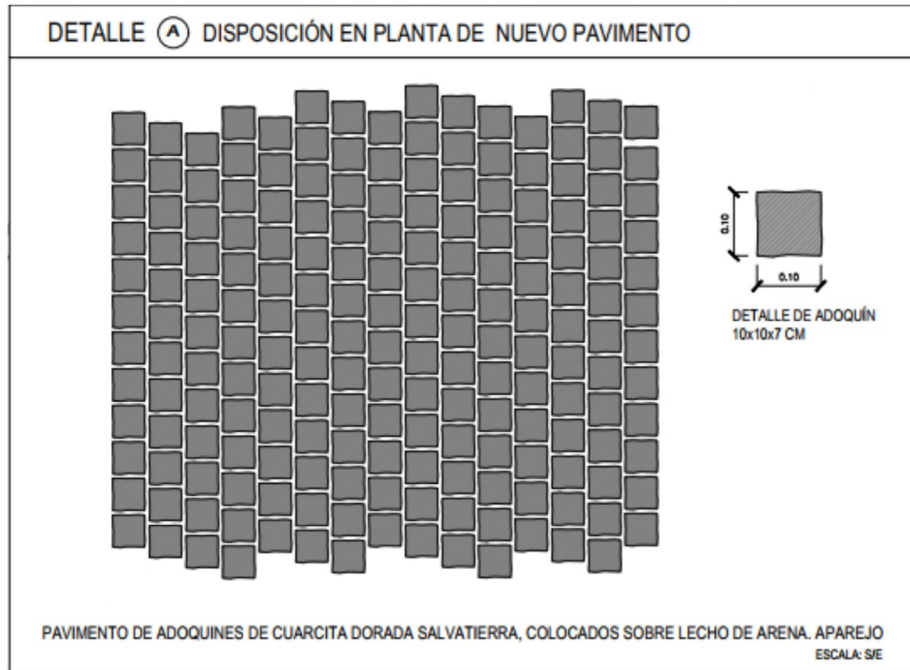 DETALLE A DISPOSICIÓN EN PLANTA DE NUEVO PAVIMENTO
0.10
0.10
DETALLE DE ADOQUÍN
10x10x7 CM
PAVIMENTO DE ADOQUINES DE CUARCITA DORADA SALVATIERRA, COLOCADOS SOBRE LECHO DE ARENA. APAREJO
ESCALA: S/E